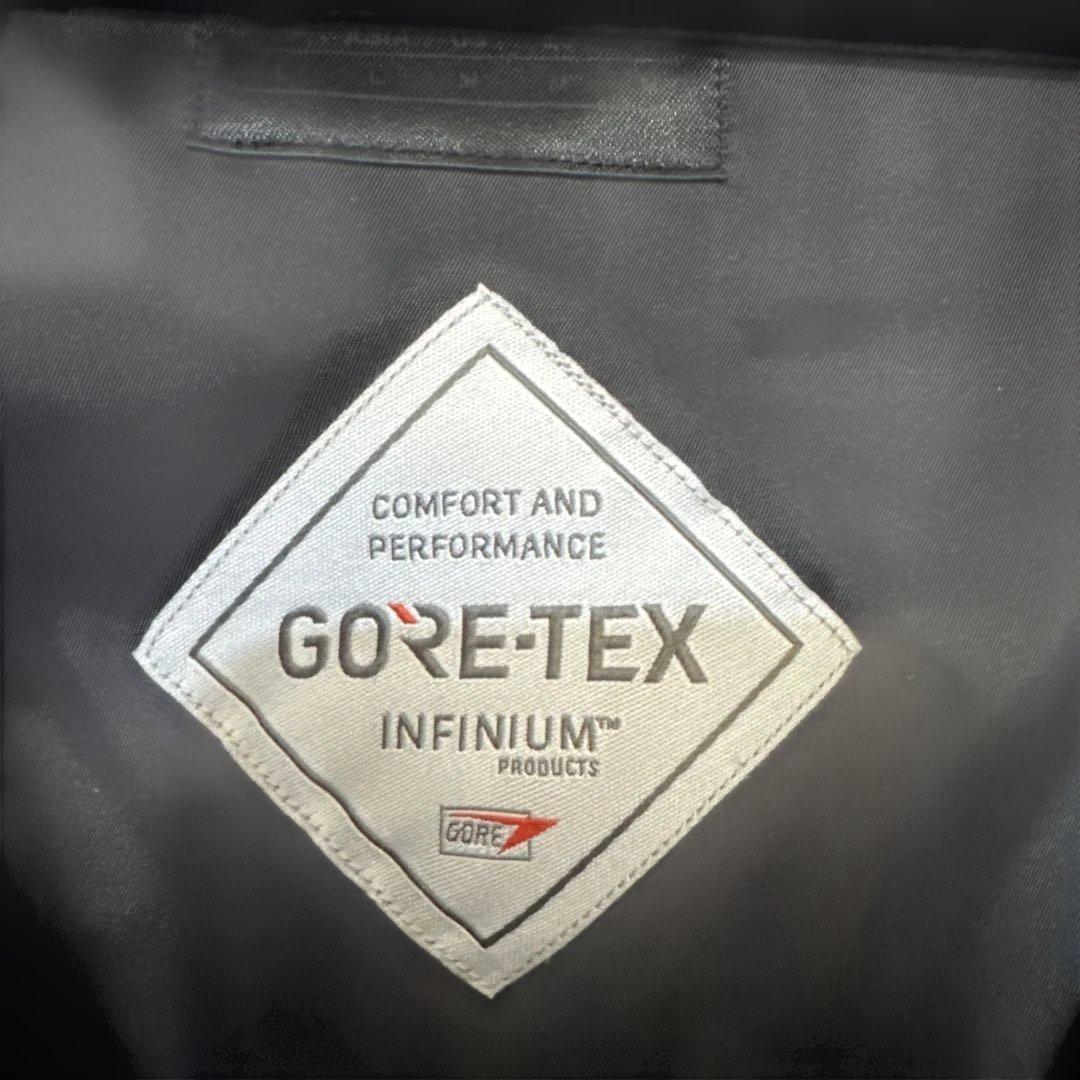 COMFORT AND
PERFORMANCE
GORE-TEX
INFINIUM™
PRODUCTS
GORE